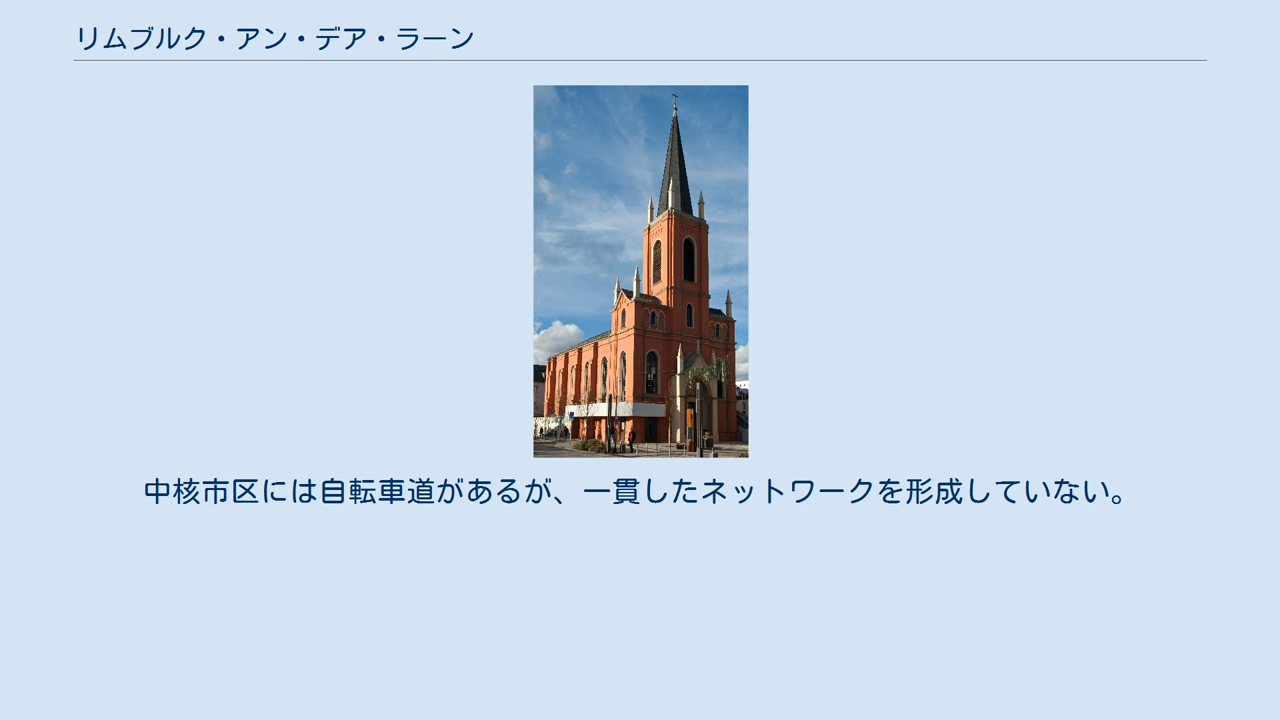 リムブルク・アン・デア・ラーン
中核市区には自転車道があるが、一貫したネットワークを形成していない。